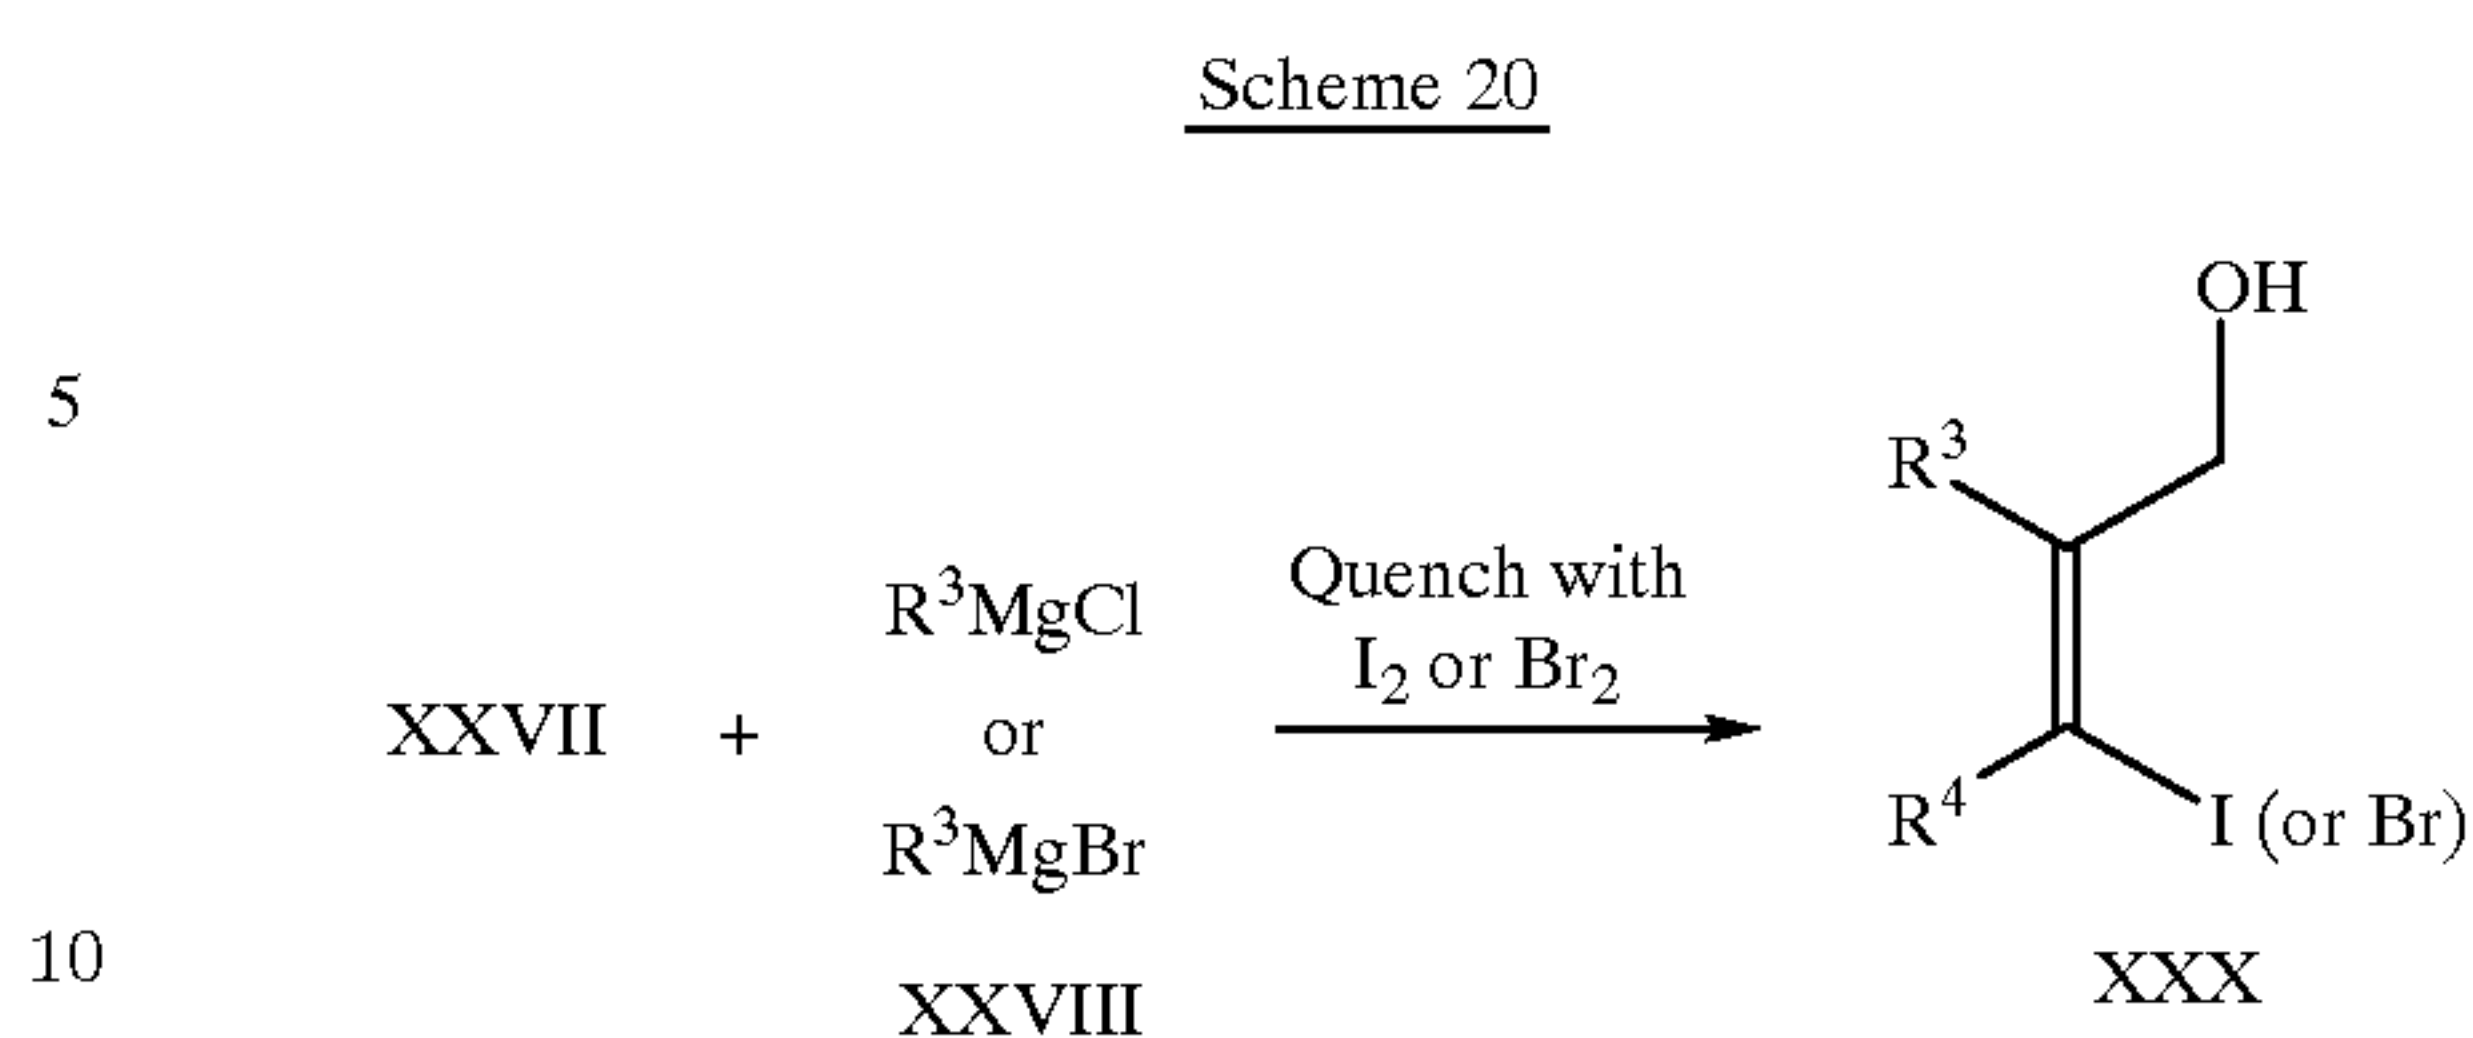 Scheme 20
OH
5
R³
R³MgCl
Quench with
I₂ or Br₂
XXVII + or
R⁴ I (or Br)
R³MgBr
10
XXX
XXVIII